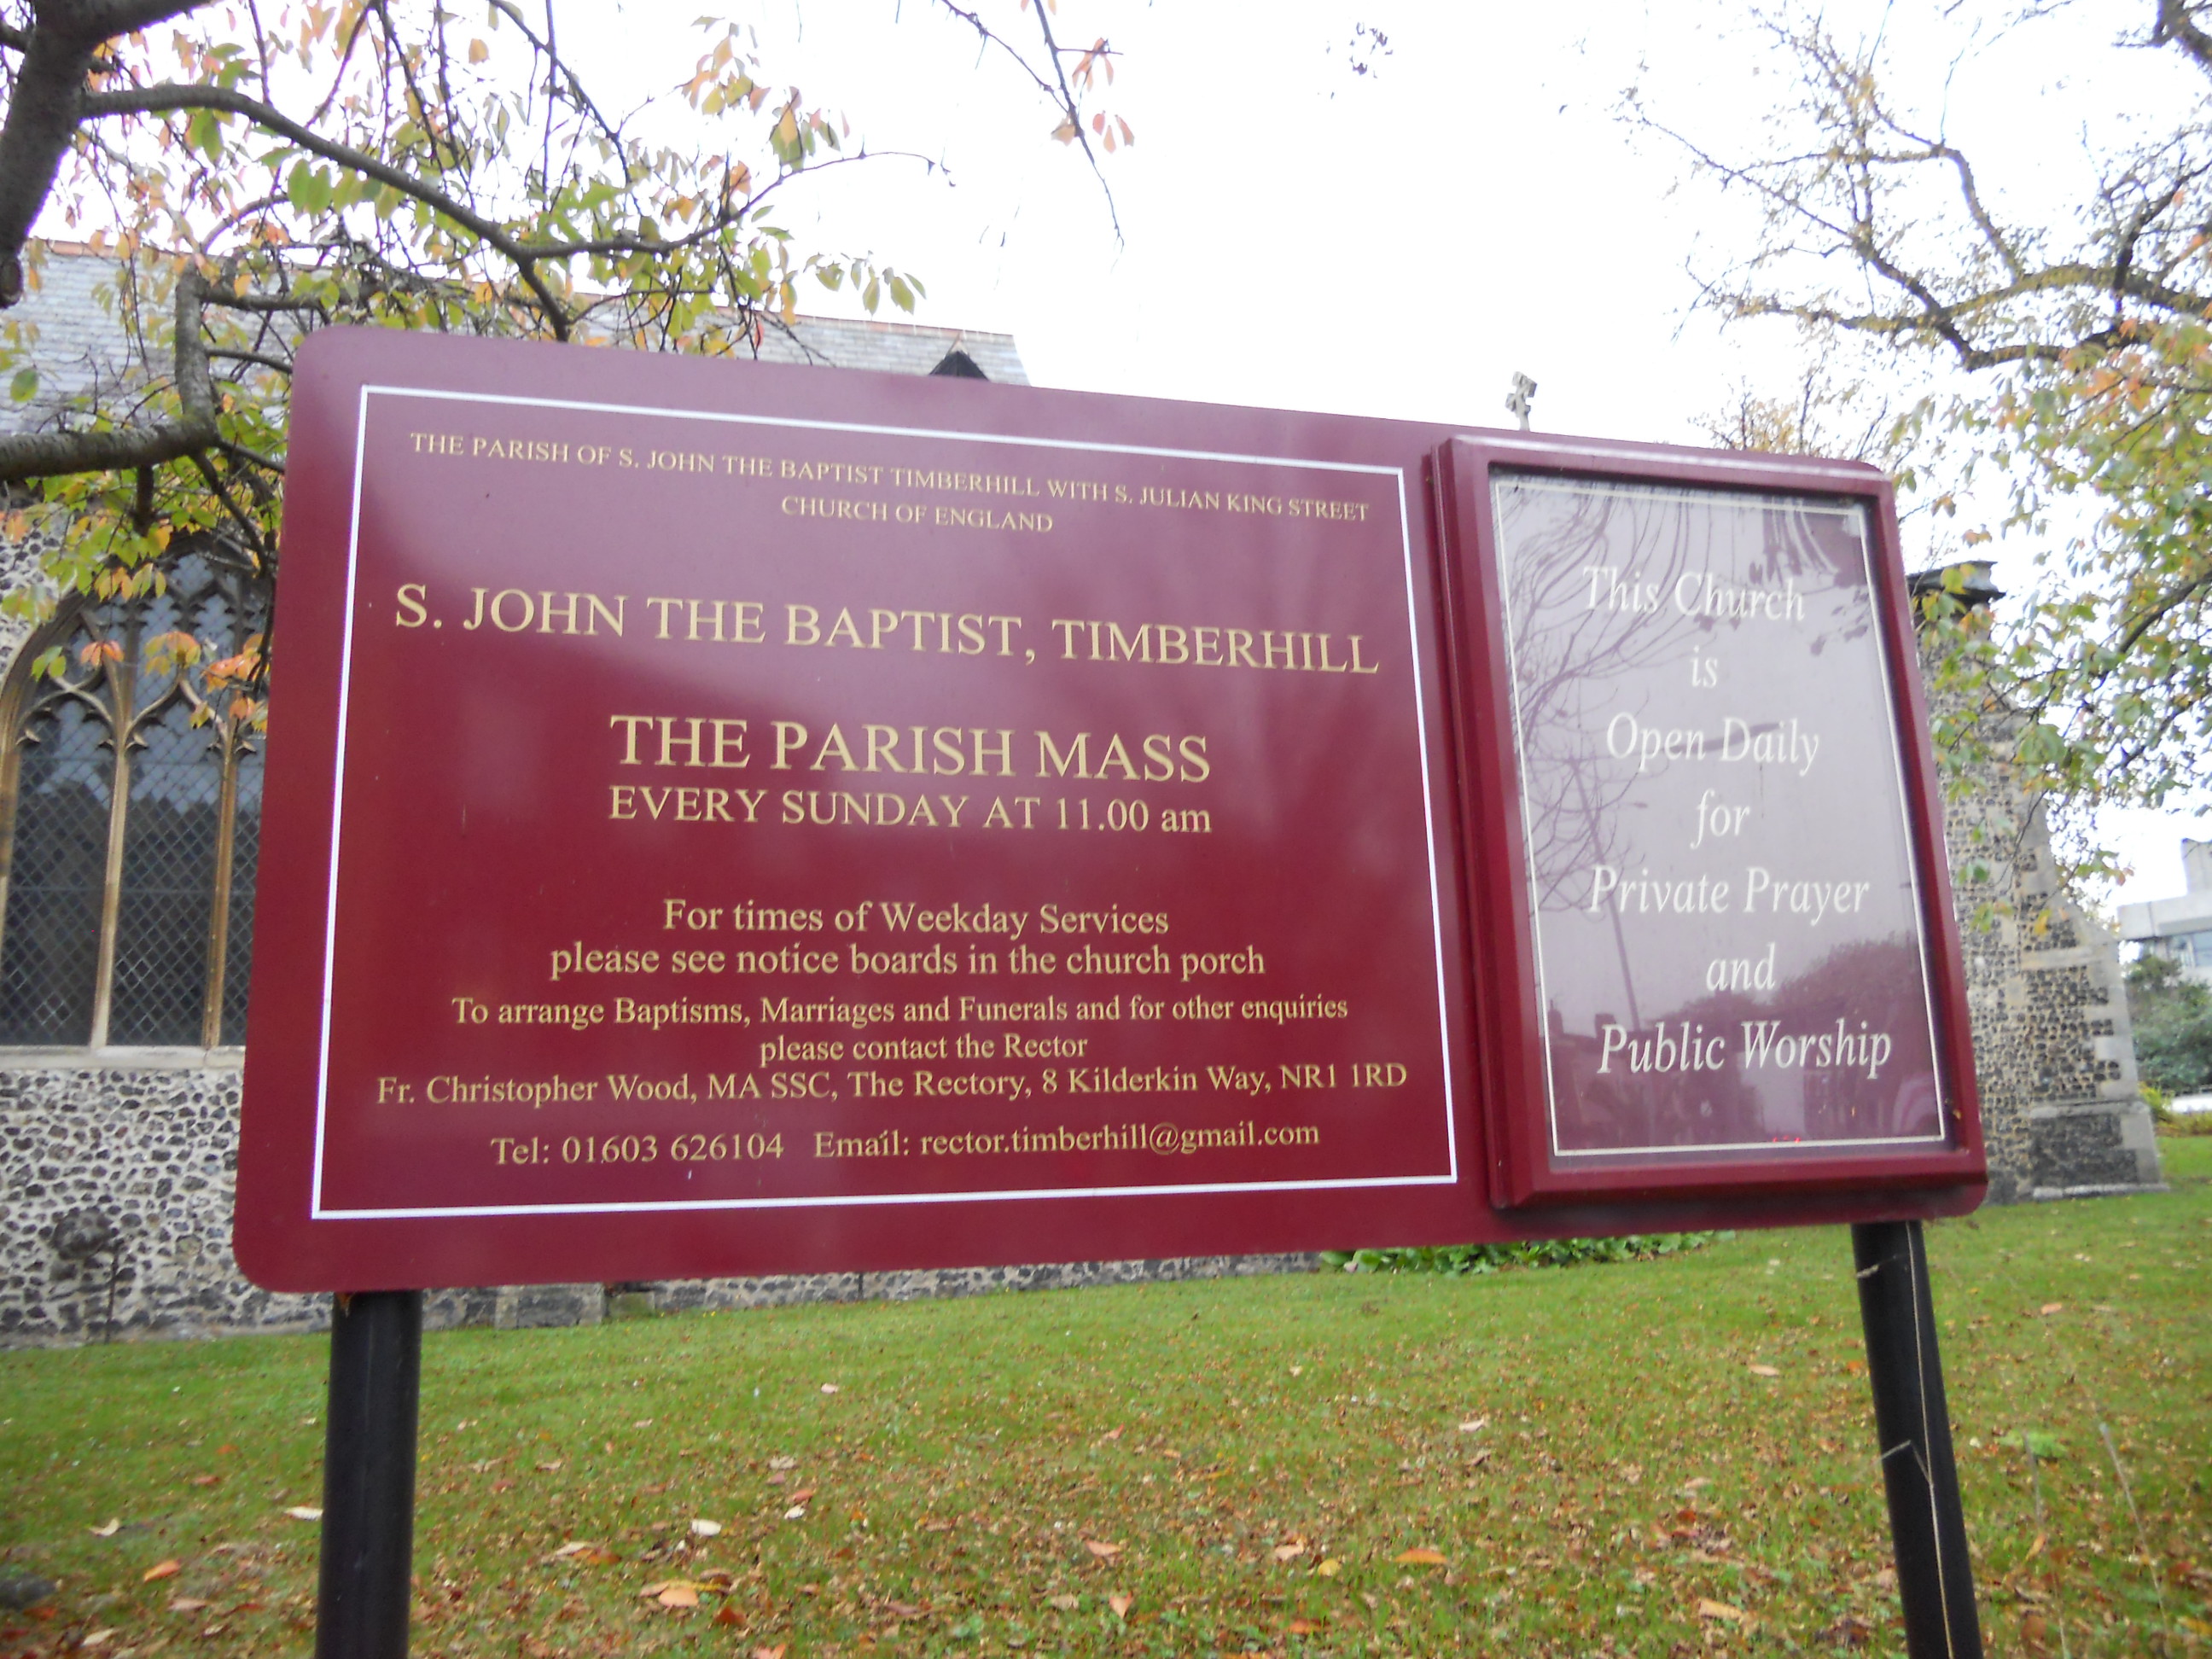 THE PARISH OF S. JOHN THE BAPTIST TIMBERHILL WITH S. JULIAN KING STREET
CHURCH OF ENGLAND
S. JOHN THE BAPTIST, TIMBERHILL
THE PARISH MASS
EVERY SUNDAY AT 11.00 am
For times of Weekday Services
please see notice boards in the church porch
To arrange Baptisms, Marriages and Funerals and for other enquiries
please contact the Rector
Fr. Christopher Wood, MA SSC, The Rectory, 8 Kilderkin Way, NR1 1RD
Tel: 01603 626104 Email: rector.timberhill@gmail.com
This Church
is
Open Daily
for
Private Prayer
and
Public Worship